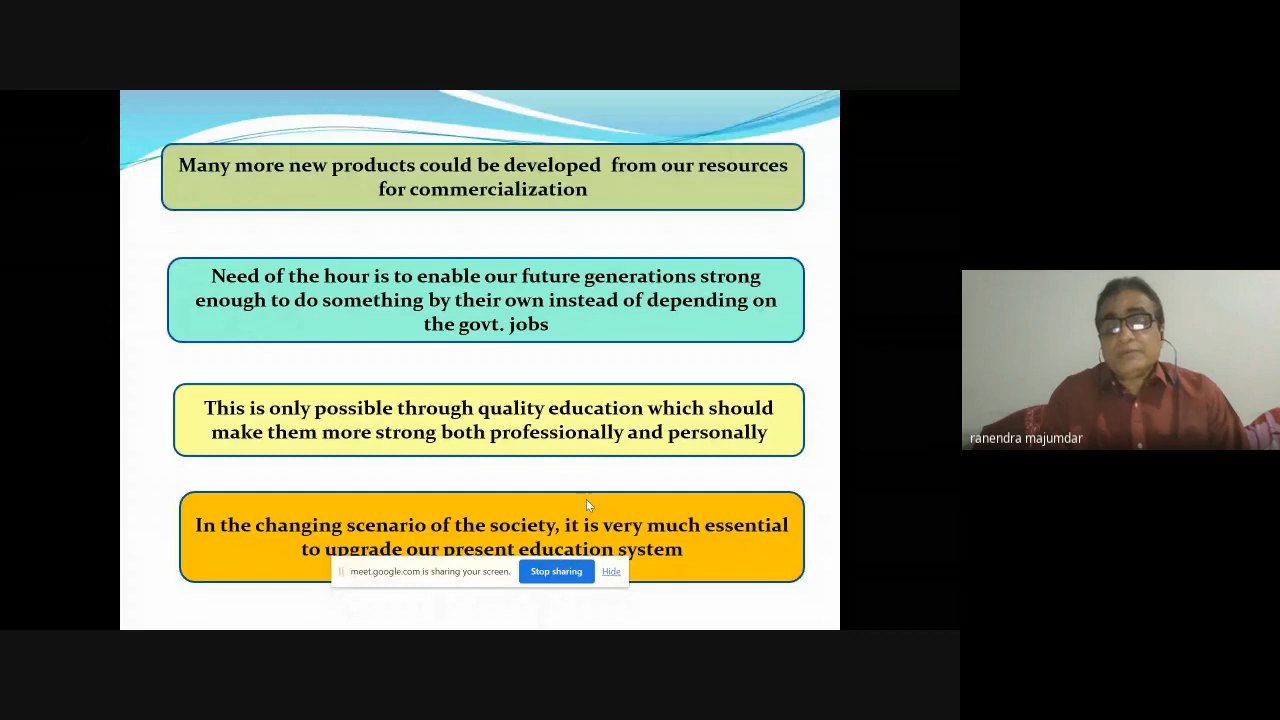 Many more new products could be developed  from our resources
for commercialization
Need of the hour is to enable our future generations strong
enough to do something by their own instead of depending on
the govt. jobs
This is only possible through quality education which should
make them more strong both professionally and personally
In the changing scenario of the society, it is very much essential
to upgrade our present education system
meet.google.com is sharing your screen. Stop sharing Hide
ranendra majumdar